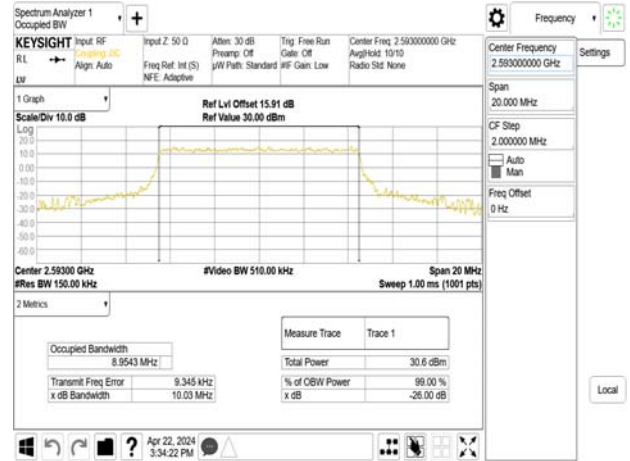 Spectrum Analyzer 1
Occupied BW
Frequency
KEYSIGHT
RL
Input: RF
Coupling: DC
Align: Auto
Input Z: 50 Ω
Freq Ref: Int (S)
NFE: Adaptive
Atten: 30 dB
Preamp: Off
µW Path: Standard
Trig: Free Run
Gate: Off
#IF Gain: Low
Center Freq: 2.593000000 GHz
Avg|Hold: 10/10
Radio Std: None
1 Graph
Scale/Div 10.0 dB
Ref Lvl Offset 15.91 dB
Ref Value 30.00 dBm
Log
20.0
10.0
0.00
-10.0
-20.0
-30.0
-40.0
-50.0
-60.0
Center 2.59300 GHz
#Video BW 510.00 kHz
Span 20 MHz
#Res BW 150.00 kHz
Sweep 1.00 ms (1001 pts)
2 Metrics
Measure Trace Trace 1
Occupied Bandwidth
8.9543 MHz
Total Power 30.6 dBm
Transmit Freq Error 9.345 kHz
% of OBW Power 99.00 %
x dB Bandwidth 10.03 MHz
x dB -26.00 dB
Center Frequency
2.593000000 GHz
Settings
Span
20.000 MHz
CF Step
2.000000 MHz
Auto
Man
Freq Offset
0 Hz
Local
?
Apr 22, 2024
3:34:22 PM